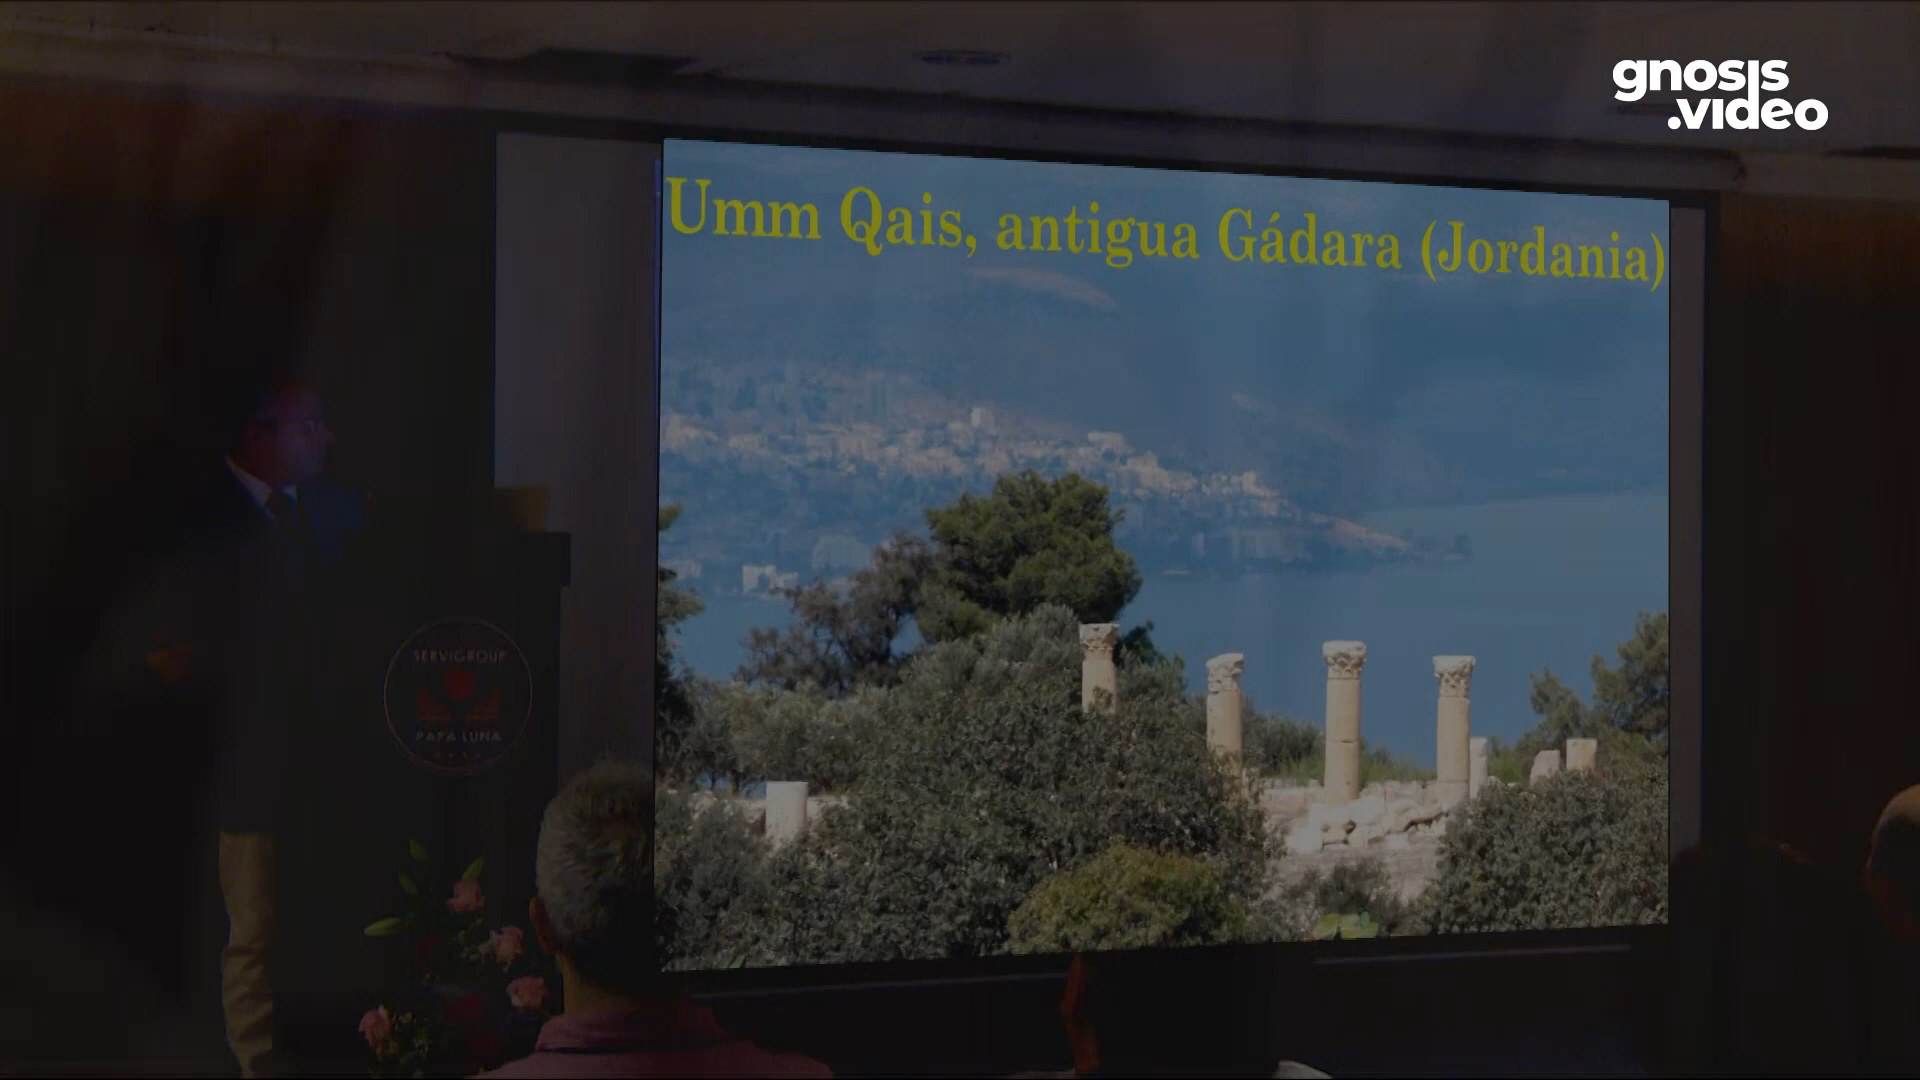 gnosis
.video
Umm Qais, antigua Gádara (Jordania)
SERVIGROUP
PAPA LUNA